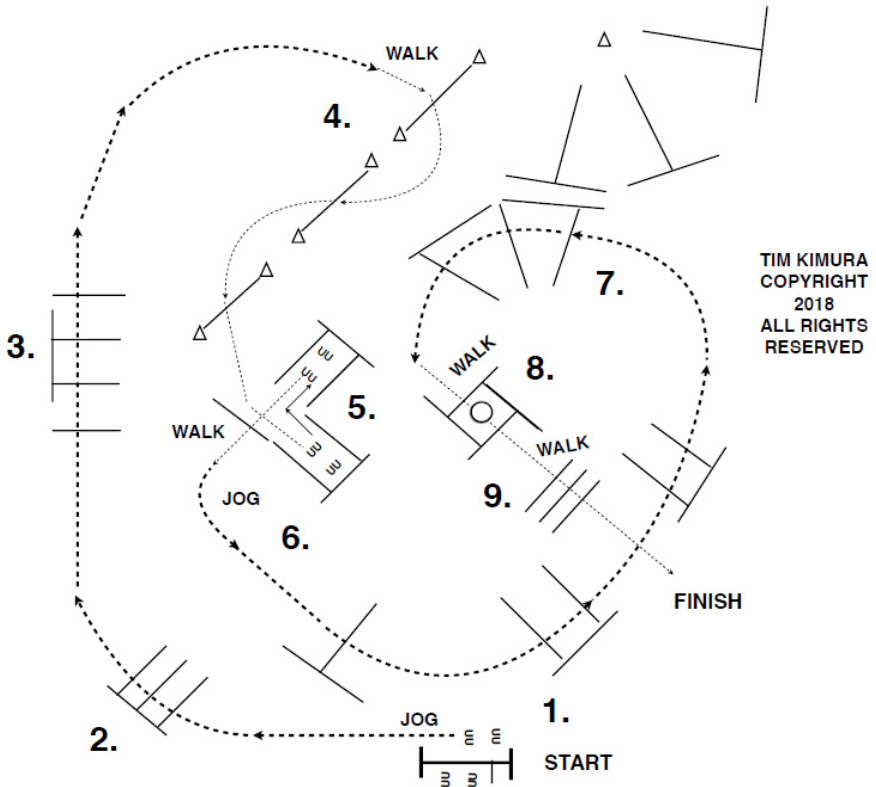 WALK
4.
TIM KIMURA
COPYRIGHT
2018
ALL RIGHTS
RESERVED
7.
3.
WALK
8.
5.
WALK
WALK
JOG
9.
6.
FINISH
1.
JOG
2.
START